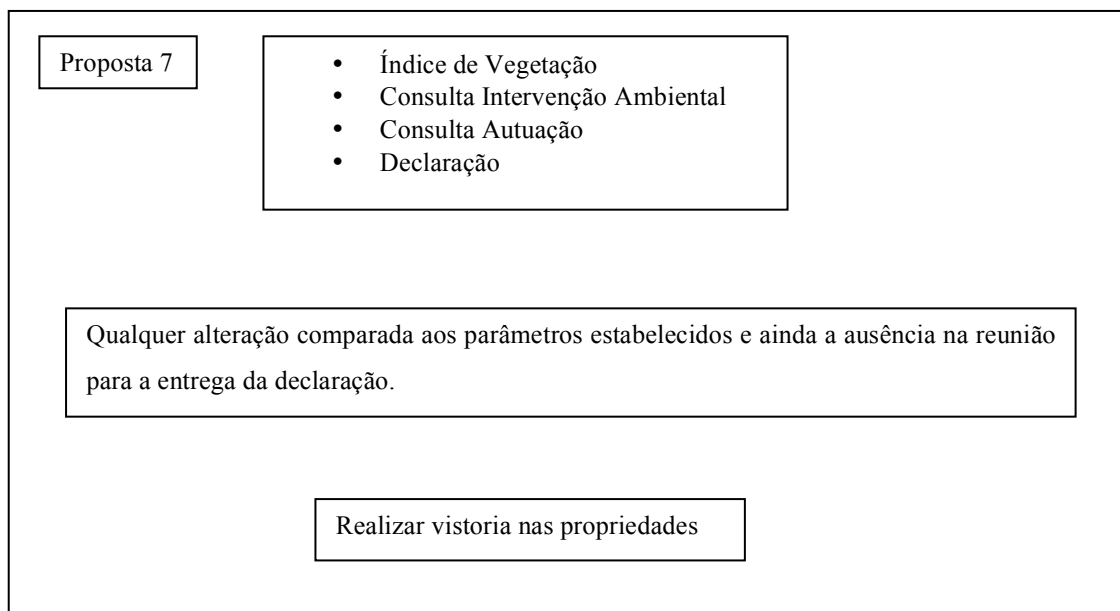 Proposta 7
• Índice de Vegetação
• Consulta Intervenção Ambiental
• Consulta Autuação
• Declaração
Qualquer alteração comparada aos parâmetros estabelecidos e ainda a ausência na reunião
para a entrega da declaração.
Realizar vistoria nas propriedades